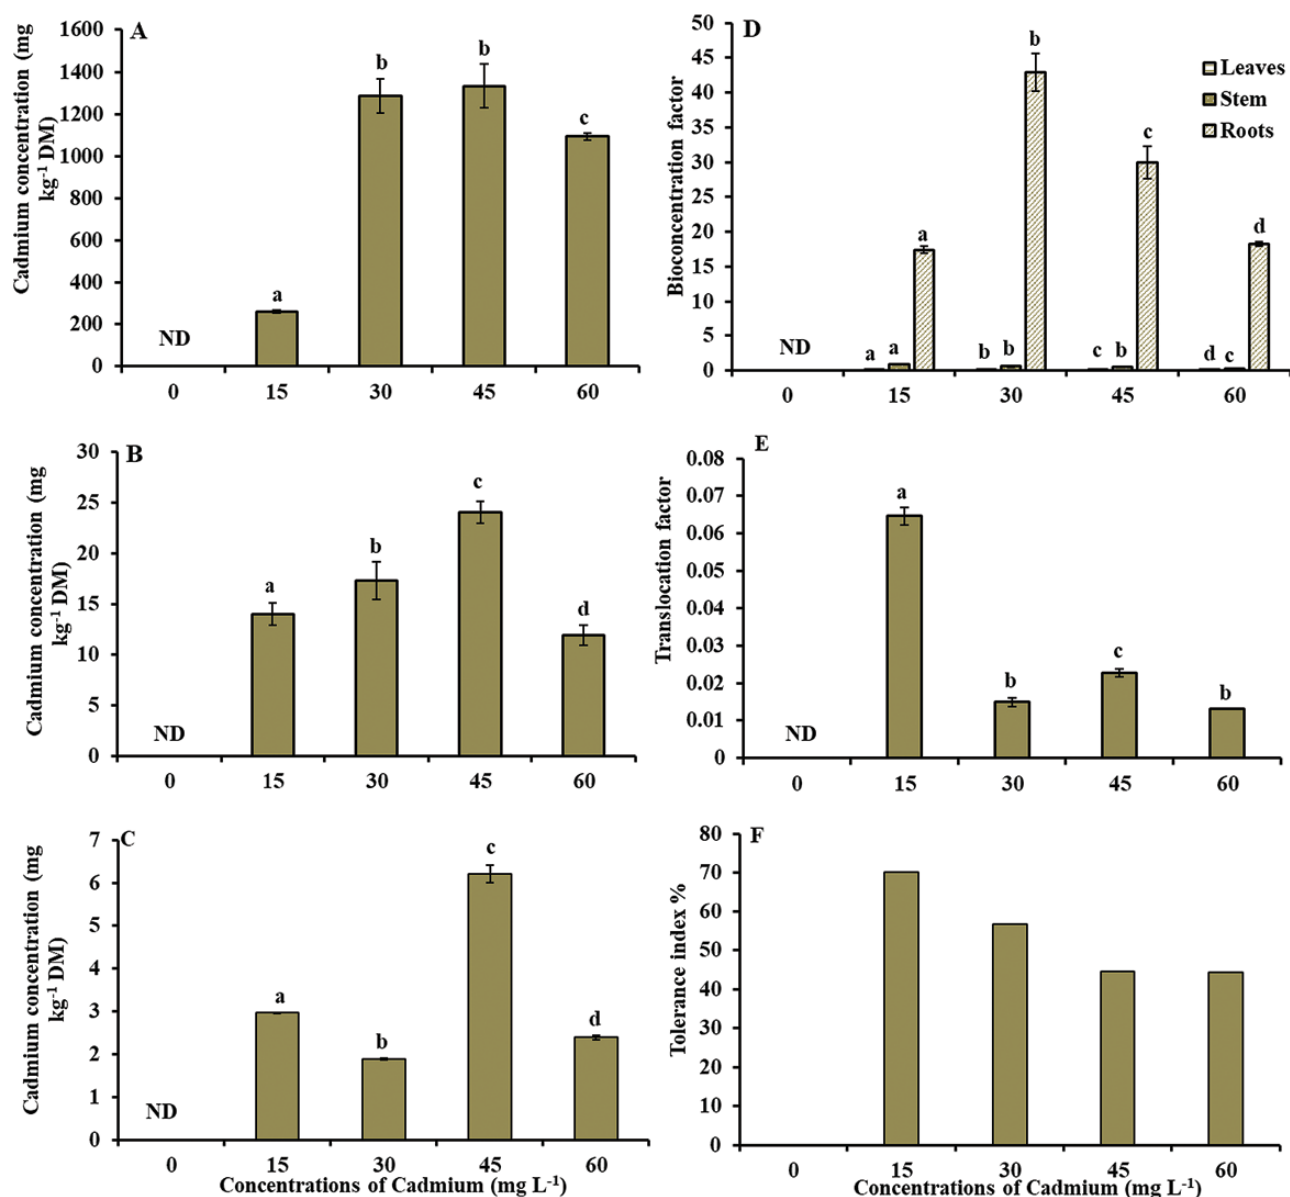 A
Cadmium concentration (mg
kg-1 DM)
1600
1400
1200
1000
800
600
400
200
0
ND
a
b
b
c
0 15 30 45 60
D
Bioconcentration factor
50
45
40
35
30
25
20
15
10
5
0
Leaves
Stem
Roots
ND
a a a
b b b
c b c
d c d
0 15 30 45 60
B
Cadmium concentration (mg
kg-1 DM)
30
25
20
15
10
5
0
ND
a
b
c
d
0 15 30 45 60
E
Translocation factor
0.08
0.07
0.06
0.05
0.04
0.03
0.02
0.01
0
ND
a
b
c
b
0 15 30 45 60
C
Cadmium concentration (mg
kg-1 DM)
7
6
5
4
3
2
1
0
ND
a
b
c
d
0 15 30 45 60
Concentrations of Cadmium (mg L-1)
F
Tolerance index %
80
70
60
50
40
30
20
10
0
0 15 30 45 60
Concentrations of Cadmium (mg L-1)